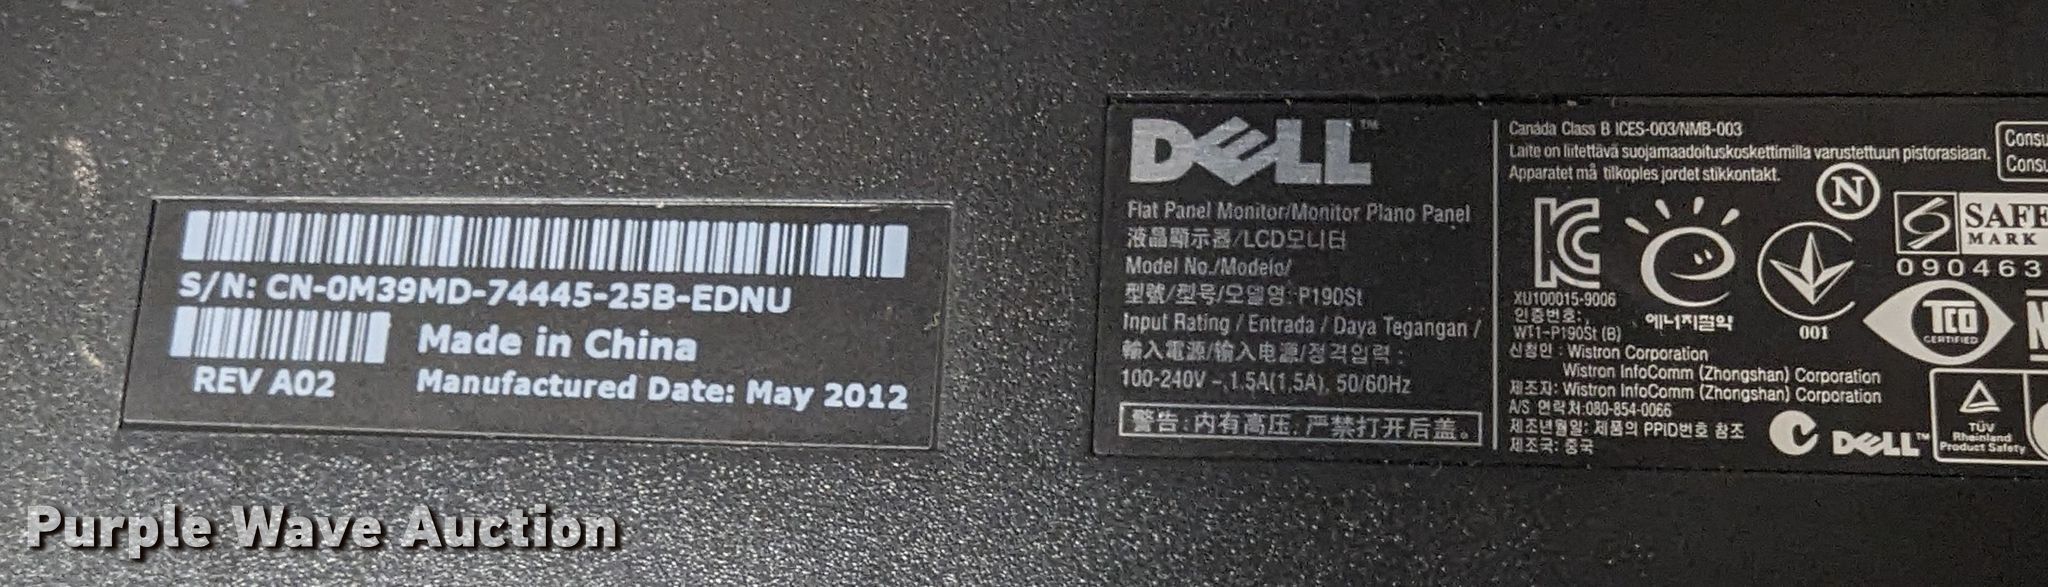 S/N: CN-0M39MD-74445-25B-EDNU
Made in China
REV A02
Manufactured Date: May 2012
DELL™
Flat Panel Monitor/Monitor Plano Panel
液晶顯示器/LCD모니터
Model No./Modelo/
型號/型号/모델명: P190St
Input Rating / Entrada / Daya Tegangan /
輸入電源/输入电源/정격입력 :
100-240V ~, 1.5A(1,5A), 50/60Hz
警告: 内有高压. 严禁打开后盖。
Canada Class B ICES-003/NMB-003
Laite on liitettävä suojamaadoituskoskettimilla varustettuun pistorasiaan.
Apparatet må tilkoples jordet stikkontakt.
Consu
Consu
N
S SAFE
MARK
090463
XU100015-9006
인증번호:,
WT1-P190St (B)
에너지절약
001
TCO
CERTIFIED
신청인 : Wistron Corporation
Wistron InfoComm (Zhongshan) Corporation
제조자: Wistron InfoComm (Zhongshan) Corporation
A/S 연락처:080-854-0066
제조년월일: 제품의 PPID번호 참조
제조국: 중국
DELL™
TÜV
Rheinland
Product Safety
Purple Wave Auction